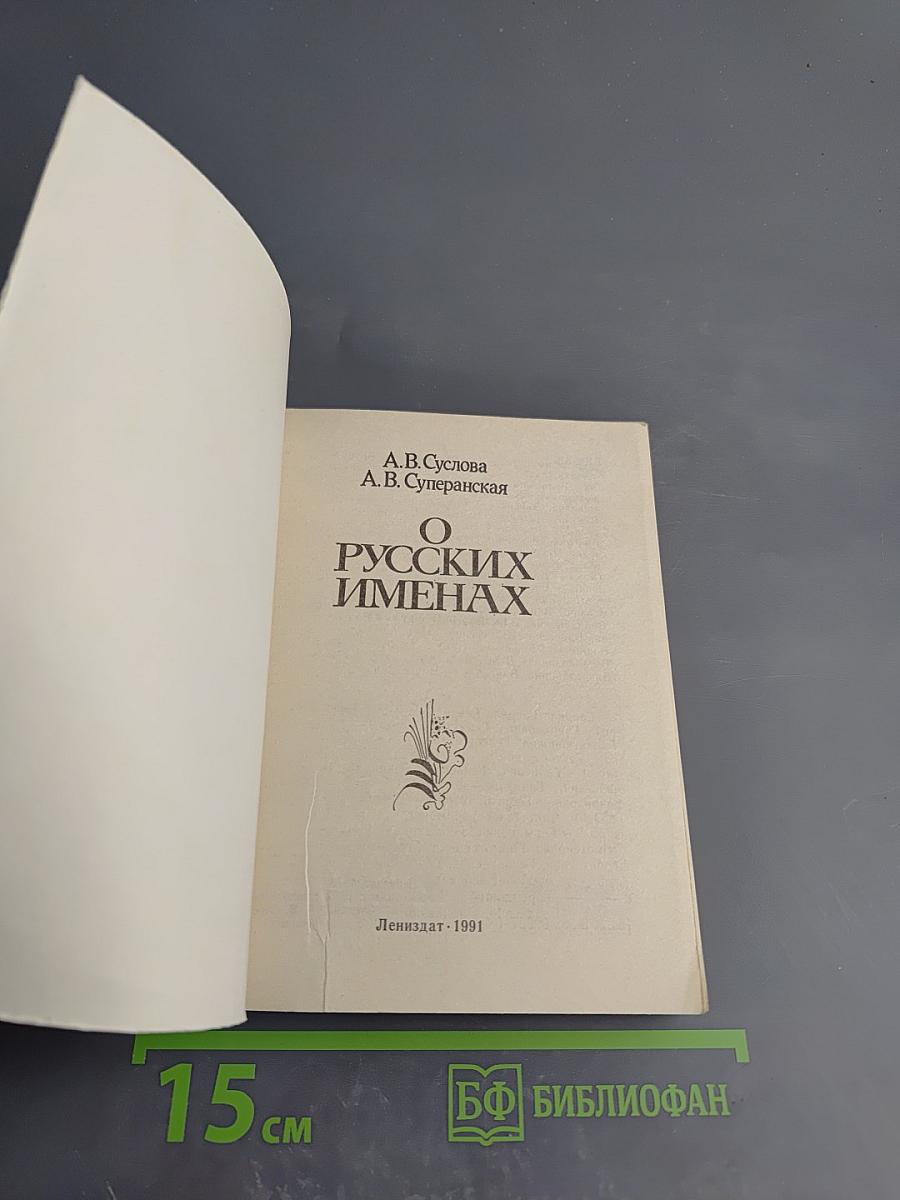 А. В. Суслова
А. В. Суперанская
О
РУССКИХ
ИМЕНАХ
Лениздат · 1991
15 см
БФ БИБЛИОФАН